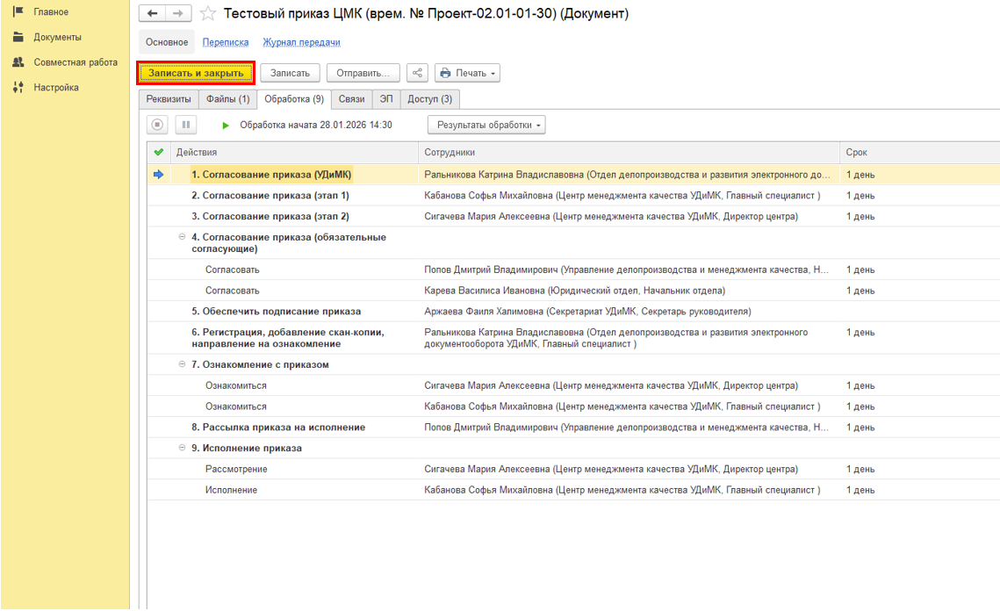 Главное
Документы
Совместная работа
Настройка
Тестовый приказ ЦМК (врем. № Проект-02.01-01-30) (Документ)
Основное Переписка Журнал передачи
Записать и закрыть Записать Отправить... Печать
Реквизиты Файлы (1) Обработка (9) Связи ЭП Доступ (3)
Обработка начата 28.01.2026 14:30 Результаты обработки
Действия Сотрудники Срок
1. Согласование приказа (УДиМК) Ральникова Катрина Владиславовна (Отдел делопроизводства и развития электронного до... 1 день
2. Согласование приказа (этап 1) Кабанова Софья Михайловна (Центр менеджмента качества УДиМК, Главный специалист ) 1 день
3. Согласование приказа (этап 2) Сигачева Мария Алексеевна (Центр менеджмента качества УДиМК, Директор центра) 1 день
4. Согласование приказа (обязательные
согласующие)
Согласовать Попов Дмитрий Владимирович (Управление делопроизводства и менеджмента качества, Н... 1 день
Согласовать Карева Василиса Ивановна (Юридический отдел, Начальник отдела) 1 день
5. Обеспечить подписание приказа Аржаева Фаиля Халимовна (Секретариат УДиМК, Секретарь руководителя)
6. Регистрация, добавление скан-копии, Ральникова Катрина Владиславовна (Отдел делопроизводства и развития электронного 1 день
направление на ознакомление документооборота УДиМК, Главный специалист )
7. Ознакомление с приказом
Ознакомиться Сигачева Мария Алексеевна (Центр менеджмента качества УДиМК, Директор центра) 1 день
Ознакомиться Кабанова Софья Михайловна (Центр менеджмента качества УДиМК, Главный специалист ) 1 день
8. Рассылка приказа на исполнение Попов Дмитрий Владимирович (Управление делопроизводства и менеджмента качества, Н... 1 день
9. Исполнение приказа
Рассмотрение Сигачева Мария Алексеевна (Центр менеджмента качества УДиМК, Директор центра) 1 день
Исполнение Кабанова Софья Михайловна (Центр менеджмента качества УДиМК, Главный специалист ) 1 день